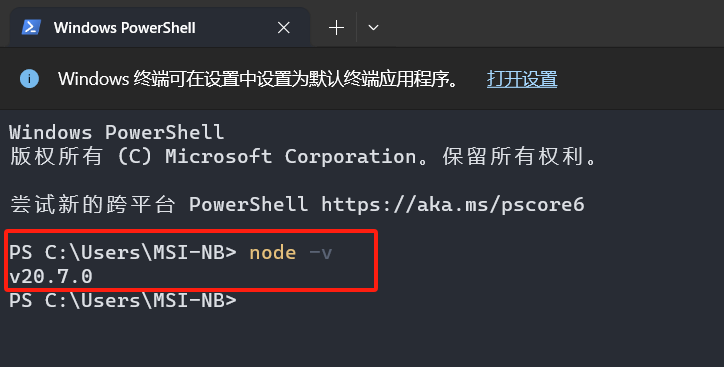 Windows PowerShell
Windows 终端可在设置中设置为默认终端应用程序。 打开设置
Windows PowerShell
版权所有 (C) Microsoft Corporation。保留所有权利。
尝试新的跨平台 PowerShell https://aka.ms/pscore6
PS C:\Users\MSI-NB> node -v
v20.7.0
PS C:\Users\MSI-NB>